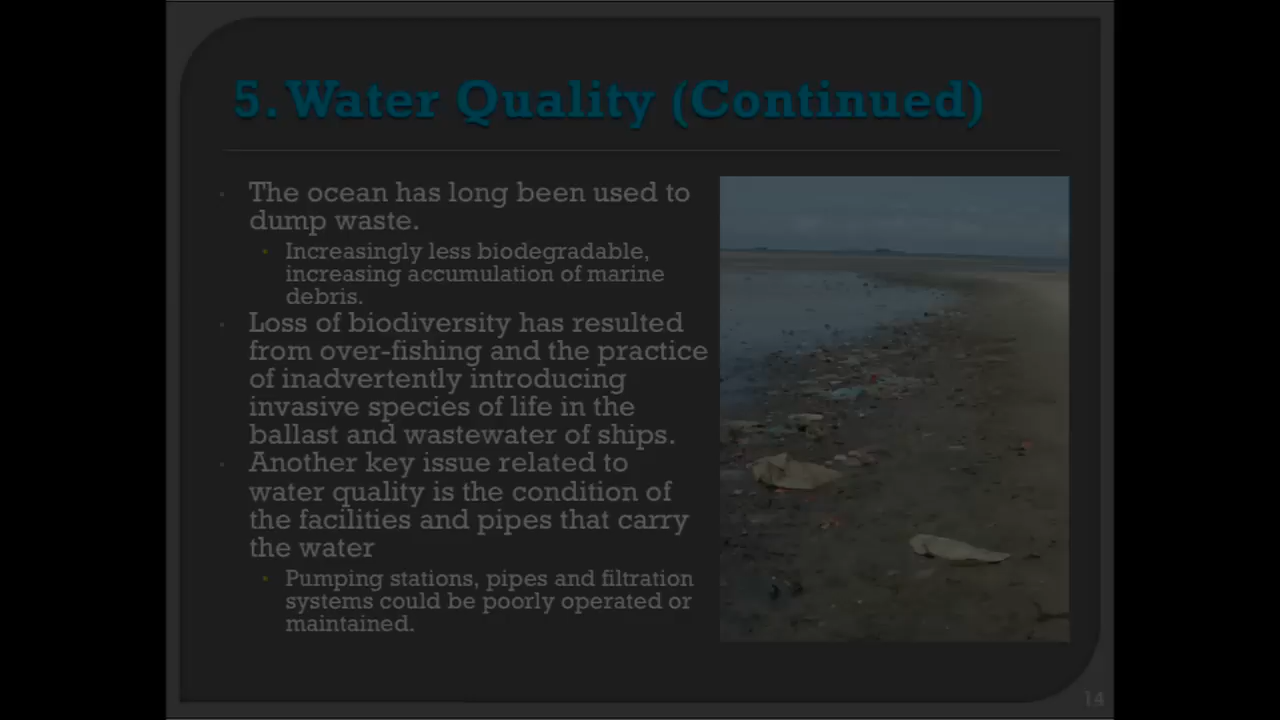 5. Water Quality (Continued)
The ocean has long been used to
dump waste.
Increasingly less biodegradable,
increasing accumulation of marine
debris.
Loss of biodiversity has resulted
from over-fishing and the practice
of inadvertently introducing
invasive species of life in the
ballast and wastewater of ships.
Another key issue related to
water quality is the condition of
the facilities and pipes that carry
the water
Pumping stations, pipes and filtration
systems could be poorly operated or
maintained.
14